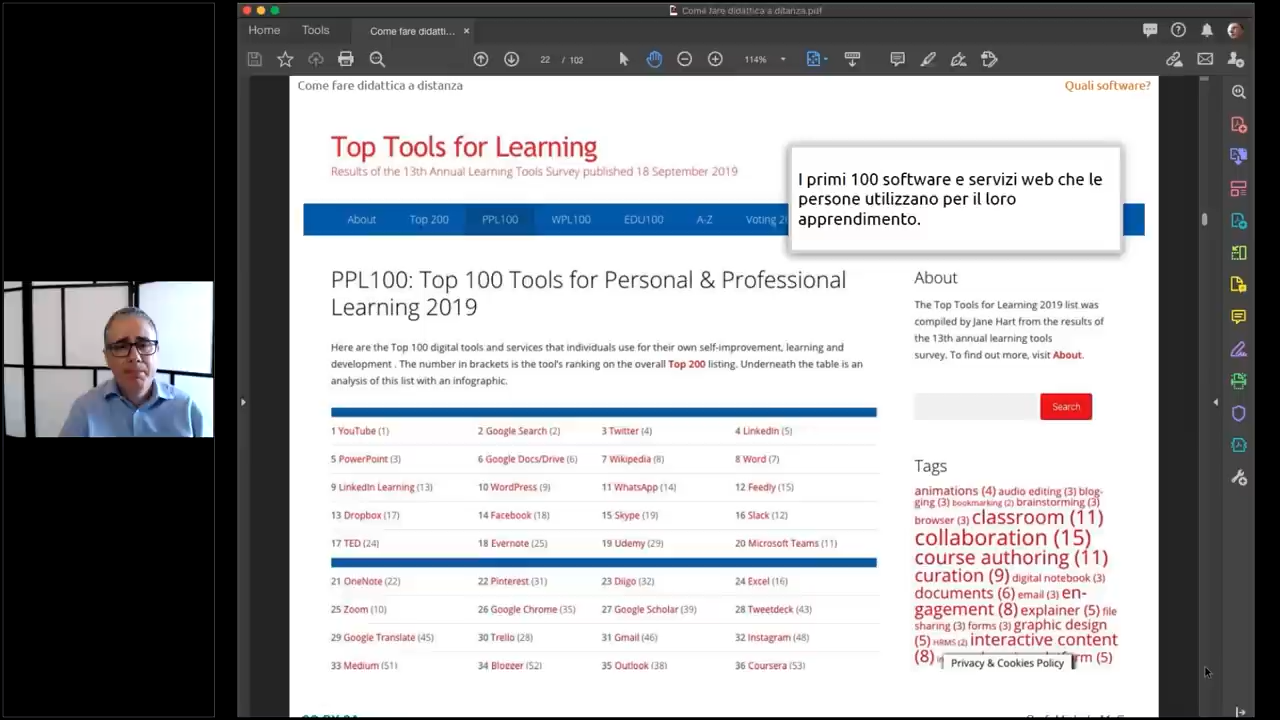 Come fare didattica a ditanza.pdf
Home
Tools
Come fare didatti...
22 / 102
114%
Come fare didattica a distanza
Quali software?
Top Tools for Learning
Results of the 13th Annual Learning Tools Survey published 18 September 2019
I primi 100 software e servizi web che le
persone utilizzano per il loro
apprendimento.
About Top 200 PPL100 WPL100 EDU100 A-Z Voting
PPL100: Top 100 Tools for Personal & Professional
Learning 2019
Here are the Top 100 digital tools and services that individuals use for their own self-improvement, learning and
development . The number in brackets is the tool's ranking on the overall Top 200 listing. Underneath the table is an
analysis of this list with an infographic.
1 YouTube (1) 2 Google Search (2) 3 Twitter (4) 4 LinkedIn (5)
5 PowerPoint (3) 6 Google Docs/Drive (6) 7 Wikipedia (8) 8 Word (7)
9 LinkedIn Learning (13) 10 WordPress (9) 11 WhatsApp (14) 12 Feedly (15)
13 Dropbox (17) 14 Facebook (18) 15 Skype (19) 16 Slack (12)
17 TED (24) 18 Evernote (25) 19 Udemy (29) 20 Microsoft Teams (11)
21 OneNote (22) 22 Pinterest (31) 23 Diigo (32) 24 Excel (16)
25 Zoom (10) 26 Google Chrome (35) 27 Google Scholar (39) 28 Tweetdeck (43)
29 Google Translate (45) 30 Trello (28) 31 Gmail (46) 32 Instagram (48)
33 Medium (51) 34 Blogger (52) 35 Outlook (38) 36 Coursera (53)
About
The Top Tools for Learning 2019 list was
compiled by Jane Hart from the results of
the 13th annual learning tools
survey. To find out more, visit About.
Search
Tags
animations (4) audio editing (3) blog-
ging (3) bookmarking (2) brainstorming (3)
browser (3) classroom (11)
collaboration (15)
course authoring (11)
curation (9) digital notebook (3)
documents (6) email (3) en-
gagement (8) explainer (5) file
sharing (3) forms (3) graphic design
(5) HRMS (2) interactive content
(8) (5)
Privacy & Cookies Policy